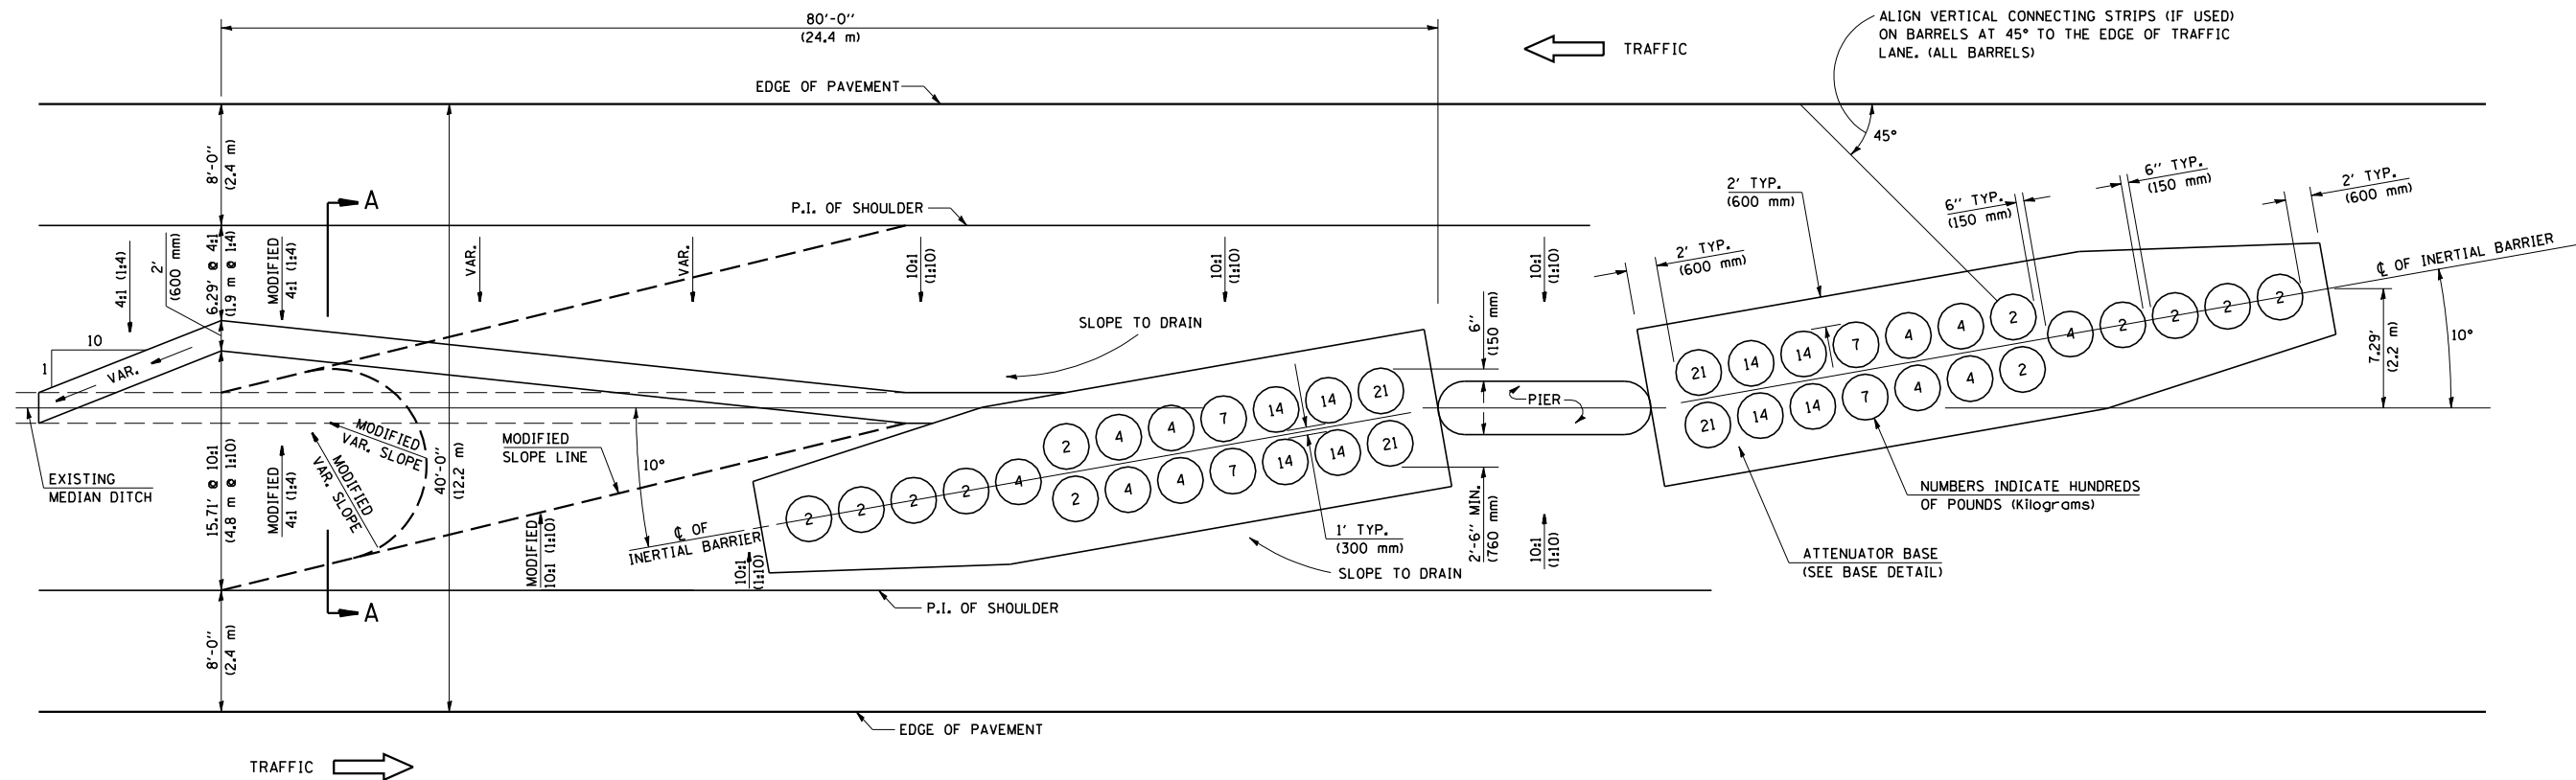 80'-0"
(24.4 m)
TRAFFIC
ALIGN VERTICAL CONNECTING STRIPS (IF USED)
ON BARRELS AT 45° TO THE EDGE OF TRAFFIC
LANE. (ALL BARRELS)
EDGE OF PAVEMENT
45°
8'-0"
(2.4 m)
A
P.I. OF SHOULDER
2' TYP.
(600 mm)
6" TYP.
(150 mm)
6" TYP.
(150 mm)
2' TYP.
(600 mm)
4:1 (1:4)
2'
(600 mm)
6.29' @ 4:1
(1.9 m @ 1:4)
MODIFIED
4:1 (1:4)
VAR.
VAR.
10:1
(1:10)
10:1
(1:10)
10:1
(1:10)
2' TYP.
(600 mm)
℄ OF INERTIAL BARRIER
10
1
VAR.
SLOPE TO DRAIN
6"
(150 mm)
PIER
7.29'
(2.2 m)
10°
21 14 14 7 4 4 2
4 2 2 2 2
21 14 14 7 4 4 2
2 4 4 7 14 14 21
2 2 2 2 4
2 4 4 7 14 14 21
EXISTING
MEDIAN DITCH
15.71' @ 10:1
(4.8 m @ 1:10)
MODIFIED
4:1 (1:4)
MODIFIED
VAR. SLOPE
MODIFIED
VAR. SLOPE
40'-0"
(12.2 m)
MODIFIED
SLOPE LINE
10°
MODIFIED
10:1 (1:10)
℄ OF
INERTIAL BARRIER
10:1
(1:10)
1' TYP.
(300 mm)
2'-6" MIN.
(760 mm)
10:1
(1:10)
SLOPE TO DRAIN
NUMBERS INDICATE HUNDREDS
OF POUNDS (Kilograms)
ATTENUATOR BASE
(SEE BASE DETAIL)
A
P.I. OF SHOULDER
8'-0"
(2.4 m)
EDGE OF PAVEMENT
TRAFFIC